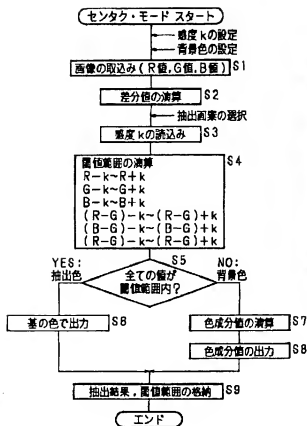 センタク・モード スタート
感度kの設定
背景色の設定
画像の取込み(R値,G値,B値) S1
差分値の演算 S2
抽出画素の選択
感度kの読込み S3
S4
閾値範囲の演算
R-k~R+k
G-k~G+k
B-k~B+k
(R-G)-k~(R-G)+k
(B-G)-k~(B-G)+k
(R-G)-k~(R-G)+k
S5
YES:
抽出色
NO:
背景色
全ての値が
閾値範囲内?
基の色で出力 S6
色成分値の演算 S7
色成分値の出力 S8
抽出結果,閾値範囲の格納 S9
エンド